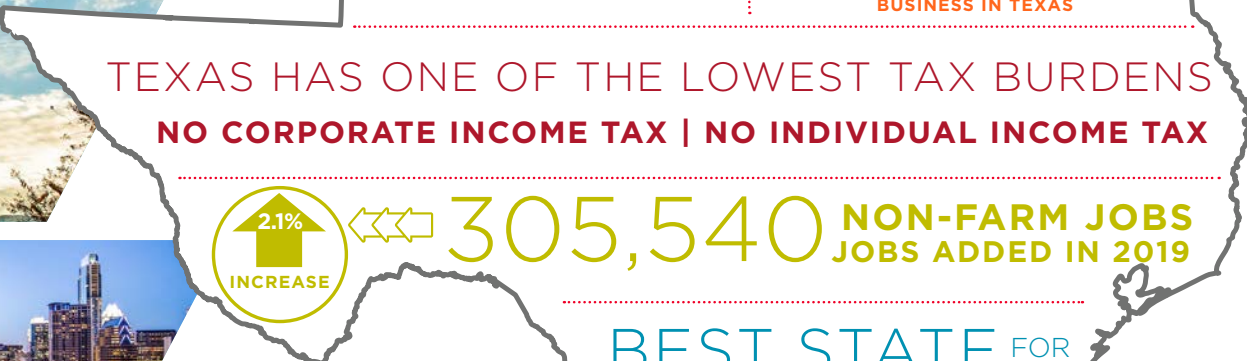 BUSINESS IN TEXAS
TEXAS HAS ONE OF THE LOWEST TAX BURDENS
NO CORPORATE INCOME TAX | NO INDIVIDUAL INCOME TAX
2.1%
INCREASE
305,540 NON-FARM JOBS
JOBS ADDED IN 2019
BEST STATE FOR